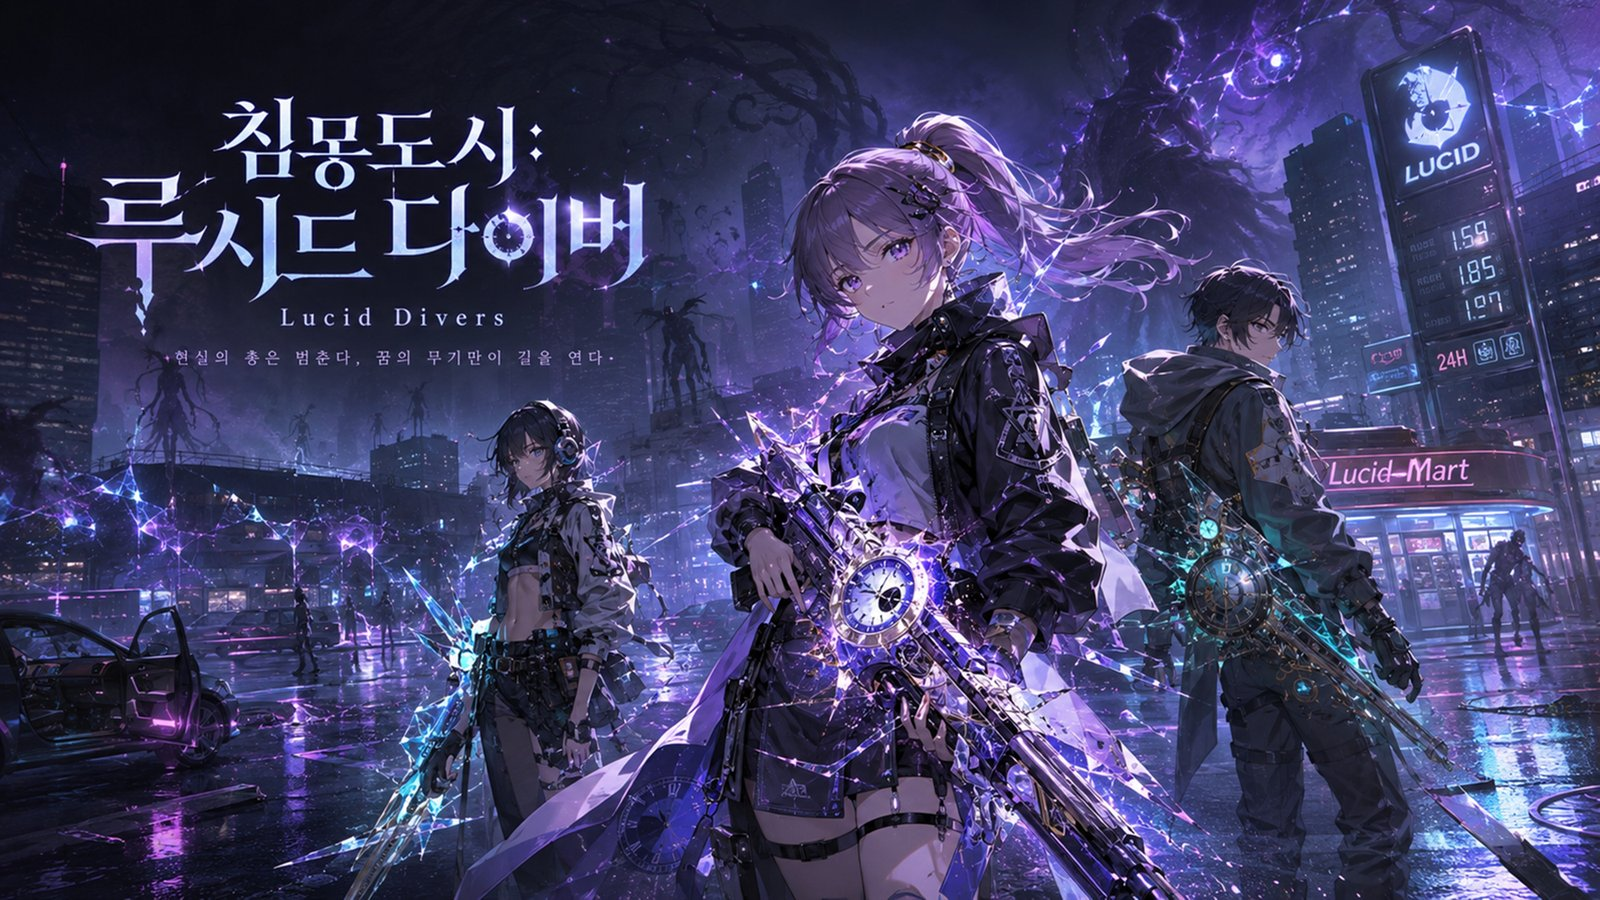 침몽도시:
루시드 다이버
Lucid Divers
현실의 총은 범춘다, 꿈의 무기만이 길을 연다
LUCID
1.59
1.85
1.97
24H
Lucid-Mart